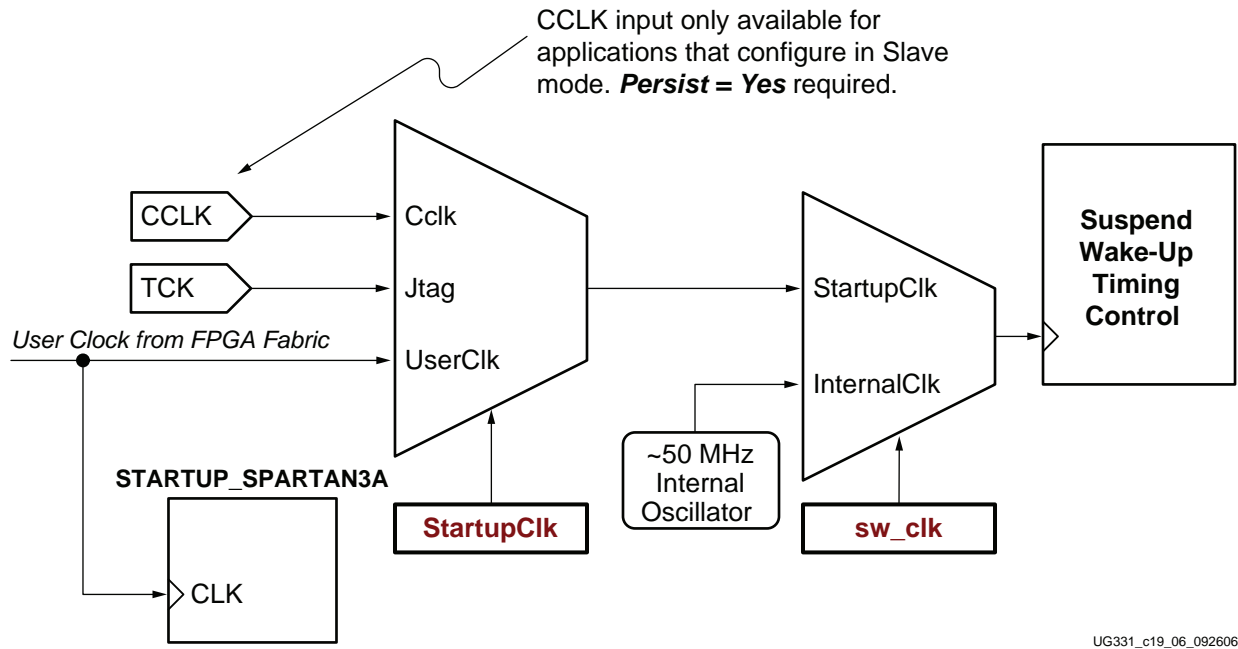 CCLK input only available for
applications that configure in Slave
mode. Persist = Yes required.
CCLK
Cclk
TCK
Jtag
User Clock from FPGA Fabric
UserClk
StartupClk
InternalClk
Suspend
Wake-Up
Timing
Control
~50 MHz
Internal
Oscillator
STARTUP_SPARTAN3A
StartupClk
sw_clk
CLK
UG331_c19_06_092606